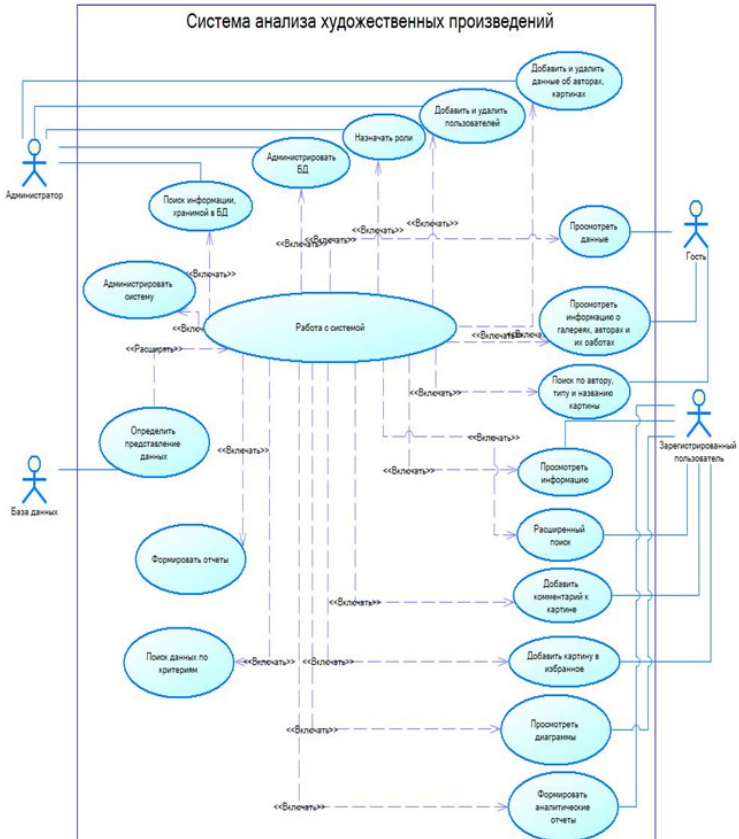 Система анализа художественных произведений
Добавить и удалить
данные об авторах,
картинах
Добавить и удалить
пользователей
Назначать роли
Администрировать
БД
Администратор
Поиск информации,
хранимой в БД
<<Включать>>
<<Включать>>
<<Включать>>
<<Включать>>
Просмотреть
данные
Гость
<<Включать>>
Администрировать
систему
Просмотреть
информацию о
галереях, авторах и
их работах
Работа с системой
<<Расширять>>
Поиск по автору,
типу и названию
картины
<<Включать>>
Определить
представление
данных
Зарегистрированный
пользователь
<<Включать>>
<<Включать>>
<<Включать>>
Просмотреть
информацию
База данных
Расширенный
поиск
Формировать отчеты
Добавить
комментарий к
картине
<<Включать>>
Поиск данных по
критериям
<<Включать>>
<<Включать>>
Добавить картину в
избранное
<<Включать>>
Просмотреть
диаграммы
<<Включать>>
Формировать
аналитические
отчеты